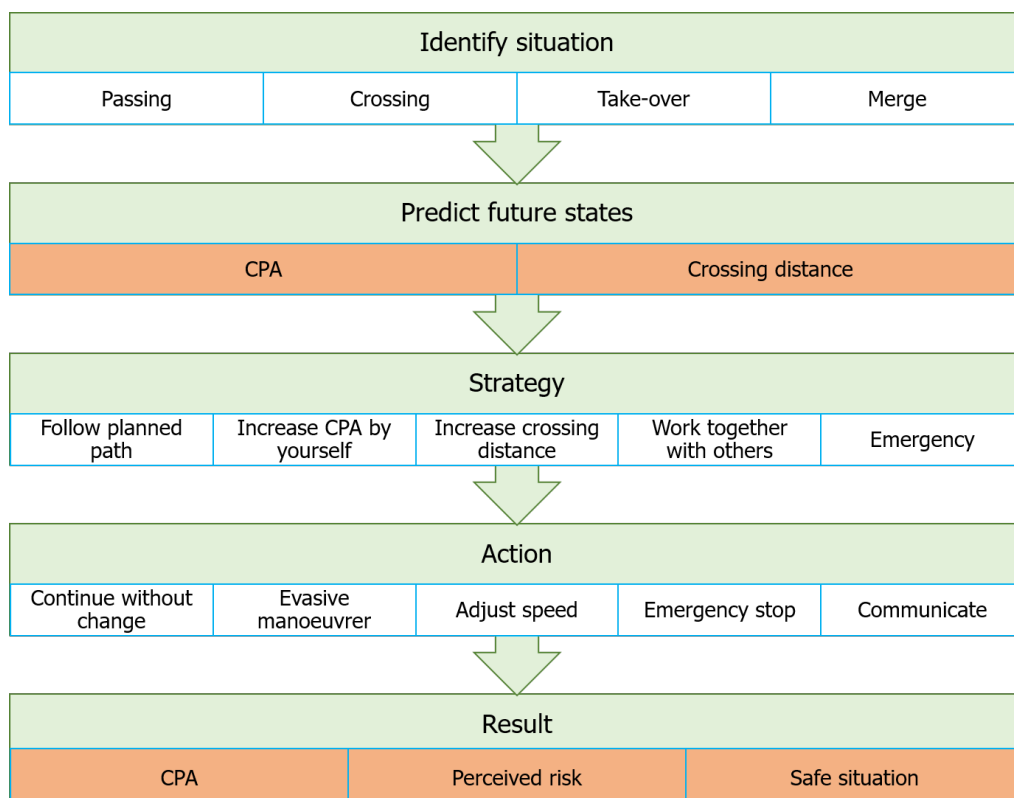 Identify situation
Passing
Crossing
Take-over
Merge
Predict future states
CPA
Crossing distance
Strategy
Follow planned
path
Increase CPA by
yourself
Increase crossing
distance
Work together
with others
Emergency
Action
Continue without
change
Evasive
manoeuvrer
Adjust speed
Emergency stop
Communicate
Result
CPA
Perceived risk
Safe situation